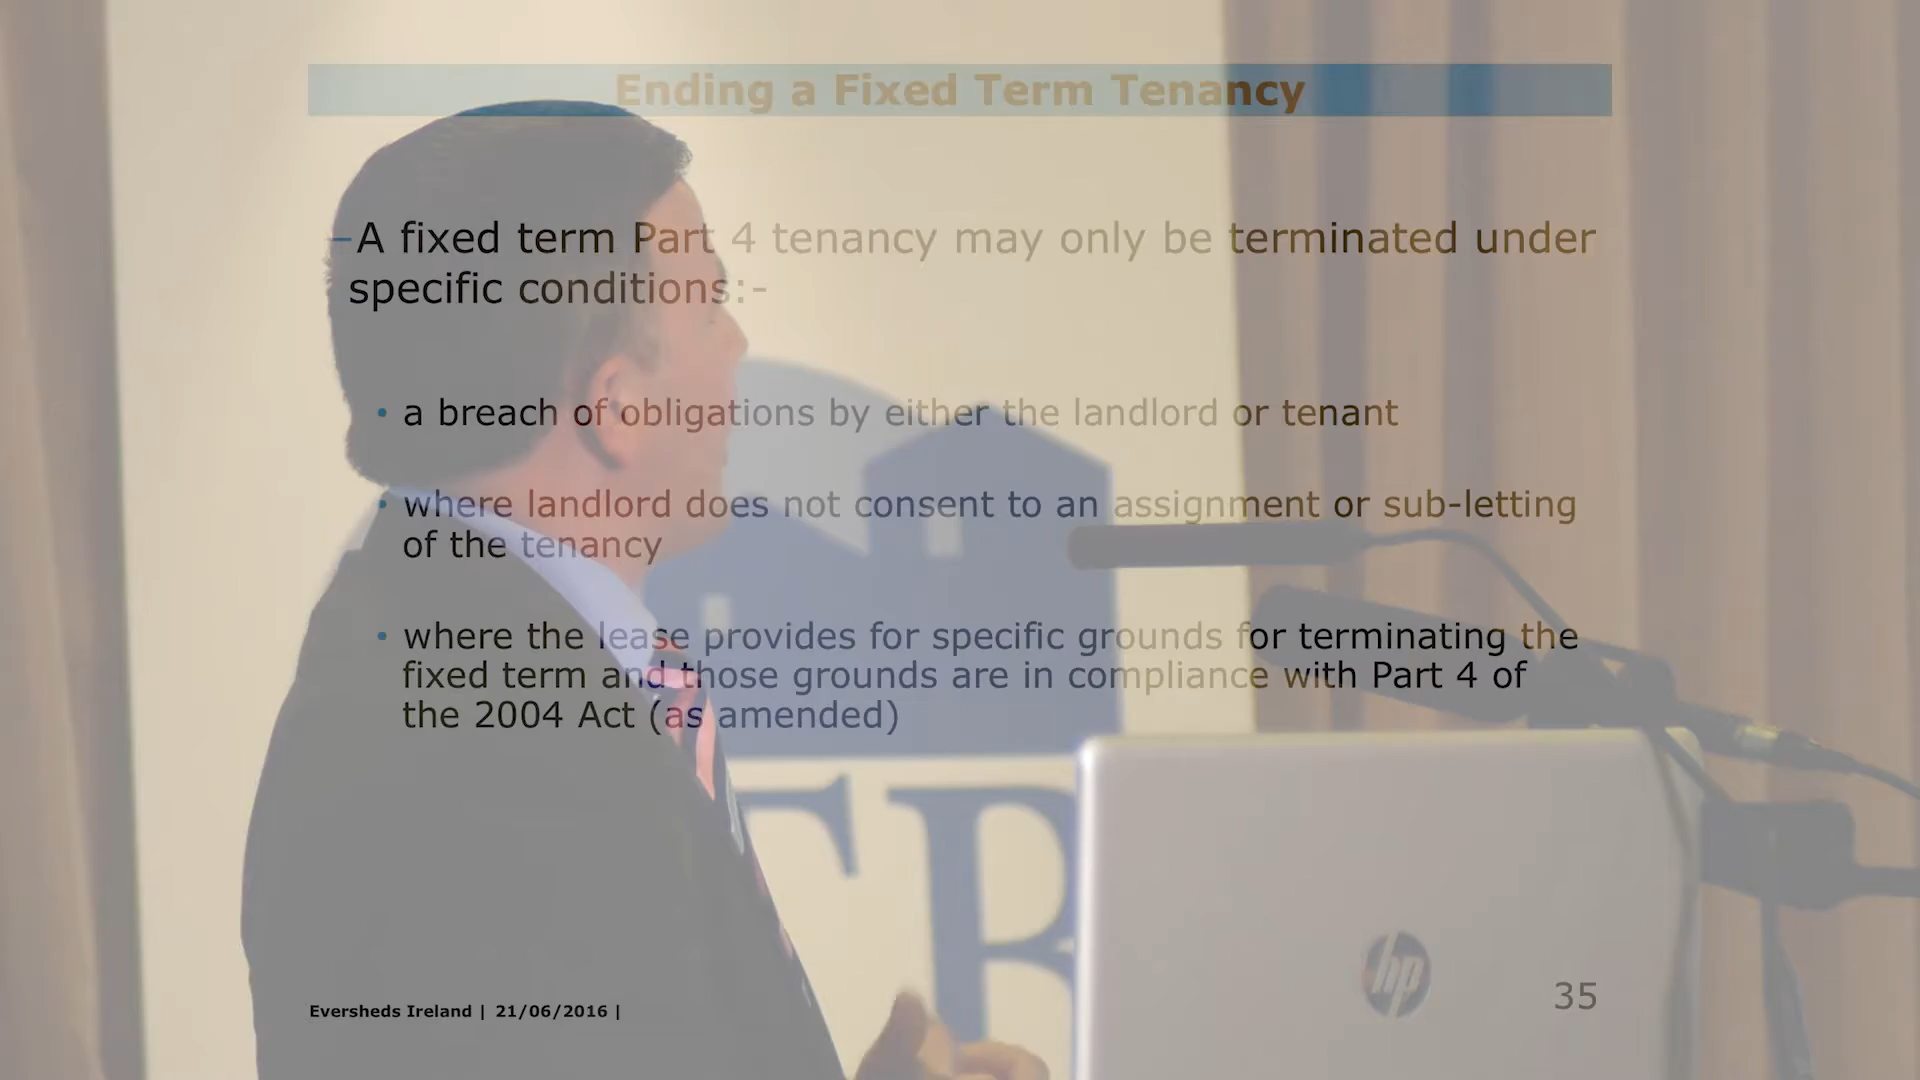 Ending a Fixed Term Tenancy
–A fixed term Part 4 tenancy may only be terminated under
specific conditions:-
• a breach of obligations by either the landlord or tenant
• where landlord does not consent to an assignment or sub-letting
of the tenancy
• where the lease provides for specific grounds for terminating the
fixed term and those grounds are in compliance with Part 4 of
the 2004 Act (as amended)
TB
hp
Eversheds Ireland | 21/06/2016 |
35